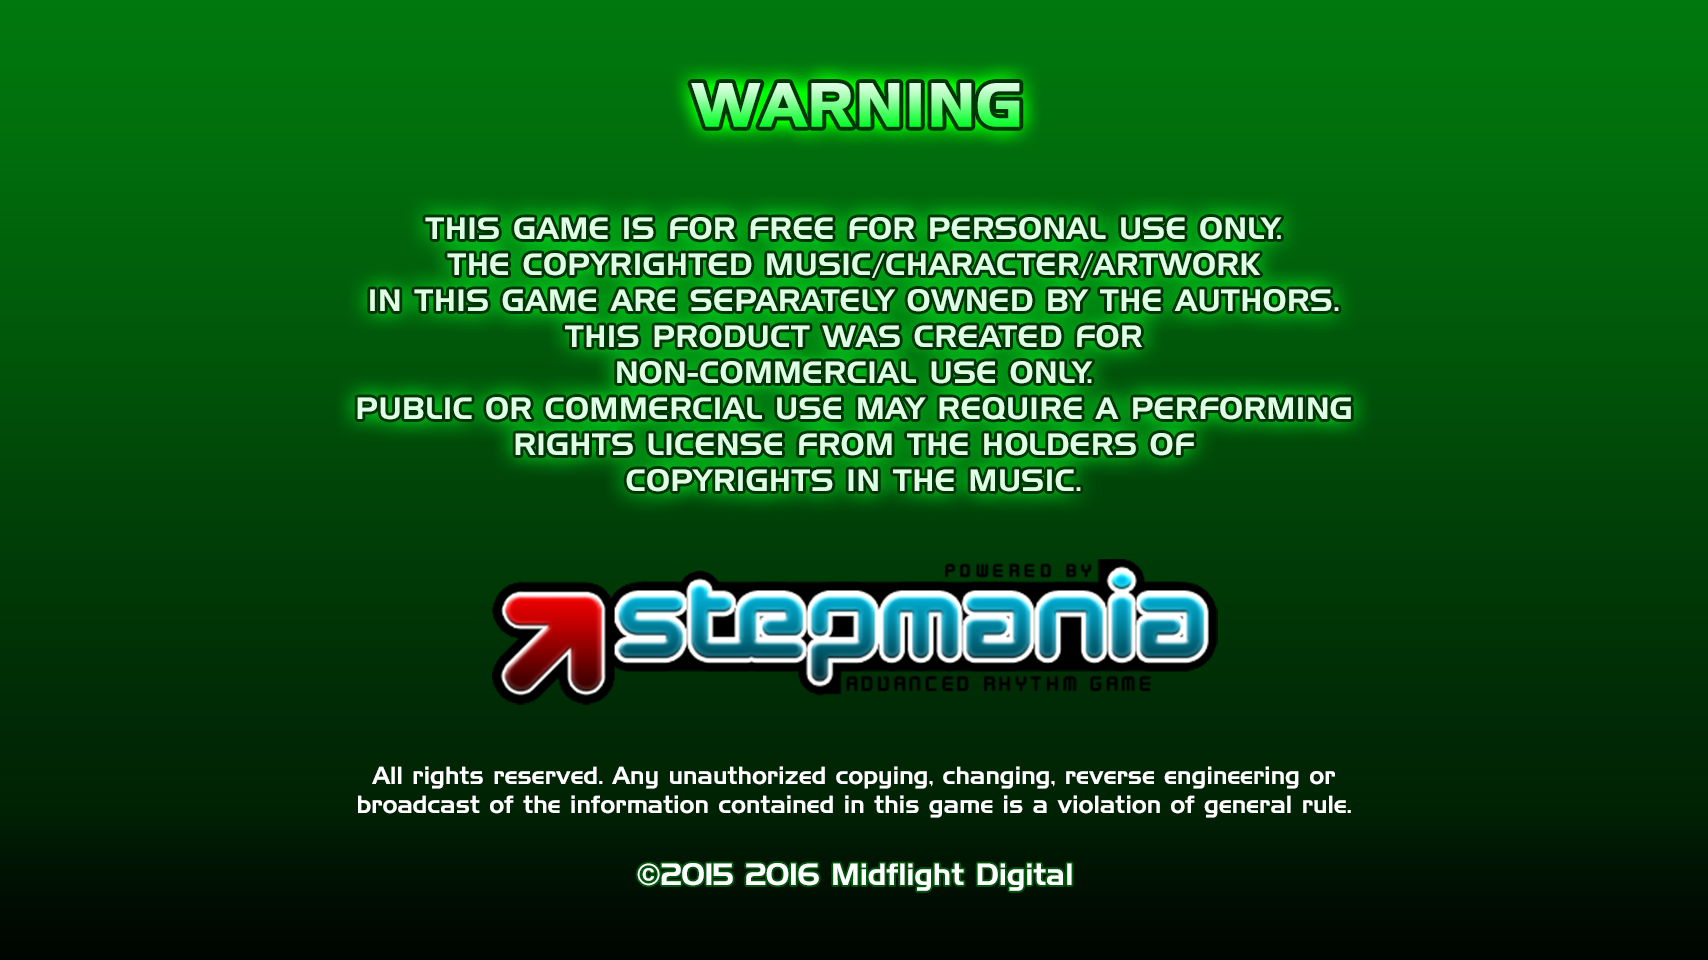 WARNING
THIS GAME IS FOR FREE FOR PERSONAL USE ONLY.
THE COPYRIGHTED MUSIC/CHARACTER/ARTWORK
IN THIS GAME ARE SEPARATELY OWNED BY THE AUTHORS.
THIS PRODUCT WAS CREATED FOR
NON-COMMERCIAL USE ONLY.
PUBLIC OR COMMERCIAL USE MAY REQUIRE A PERFORMING
RIGHTS LICENSE FROM THE HOLDERS OF
COPYRIGHTS IN THE MUSIC.
POWERED BY
stepmania
ADVANCED RHYTHM GAME
All rights reserved. Any unauthorized copying, changing, reverse engineering or
broadcast of the information contained in this game is a violation of general rule.
©2015 2016 Midflight Digital